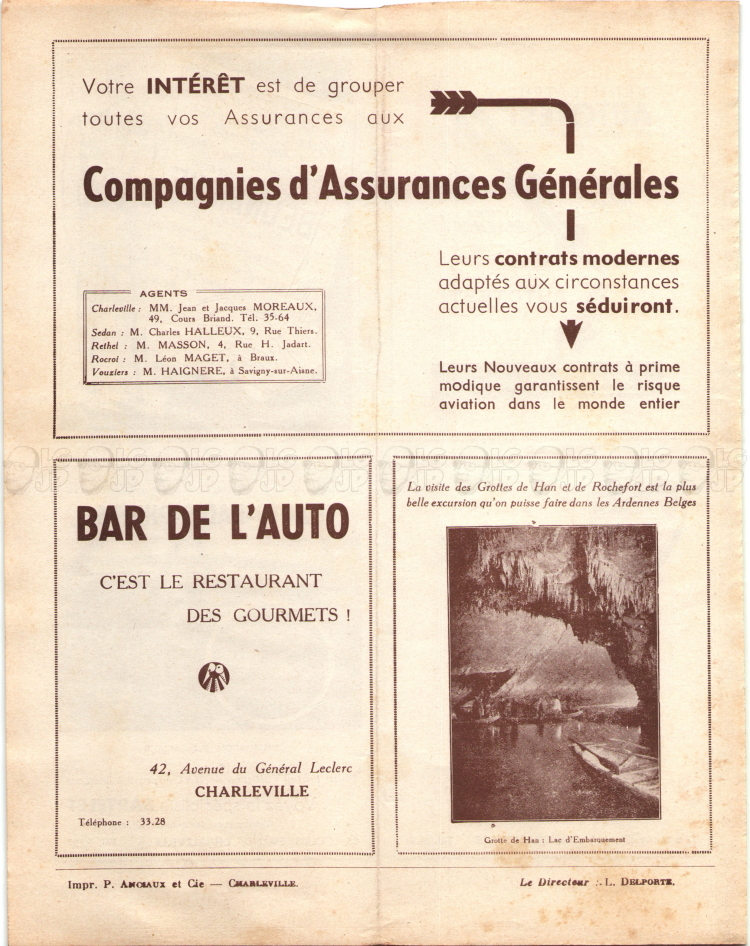 Votre INTÉRÊT est de grouper
toutes vos Assurances aux
Compagnies d'Assurances Générales
Leurs contrats modernes
adaptés aux circonstances
actuelles vous séduiront.
Leurs Nouveaux contrats à prime
modique garantissent le risque
aviation dans le monde entier
AGENTS
Charleville : MM. Jean et Jacques MOREAUX,
49, Cours Briand. Tél. 35-64
Sedan : M. Charles HALLEUX, 9, Rue Thiers.
Rethel : M. MASSON, 4, Rue H. Jadart.
Rocroi : M. Léon MAGET, à Braux.
Vouziers : M. HAIGNERE, à Savigny-sur-Aisne.
BAR DE L'AUTO
C'EST LE RESTAURANT
DES GOURMETS !
42, Avenue du Général Leclerc
CHARLEVILLE
Téléphone : 33.28
La visite des Grottes de Han et de Rochefort est la plus
belle excursion qu'on puisse faire dans les Ardennes Belges
Grotte de Han : Lac d'Embarquement
Impr. P. ANCIAUX et Cie — CHARLEVILLE.
Le Directeur : L. DELPORTE.